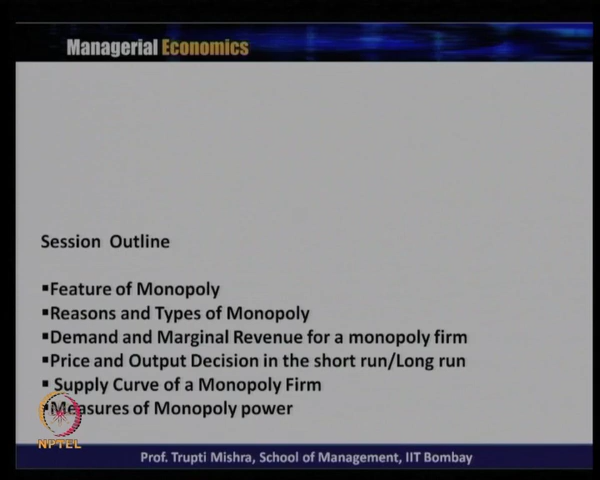 Managerial Economics
Session Outline
▪Feature of Monopoly
▪Reasons and Types of Monopoly
▪Demand and Marginal Revenue for a monopoly firm
▪Price and Output Decision in the short run/Long run
▪ Supply Curve of a Monopoly Firm
▪Measures of Monopoly power
NPTEL
Prof. Trupti Mishra, School of Management, IIT Bombay